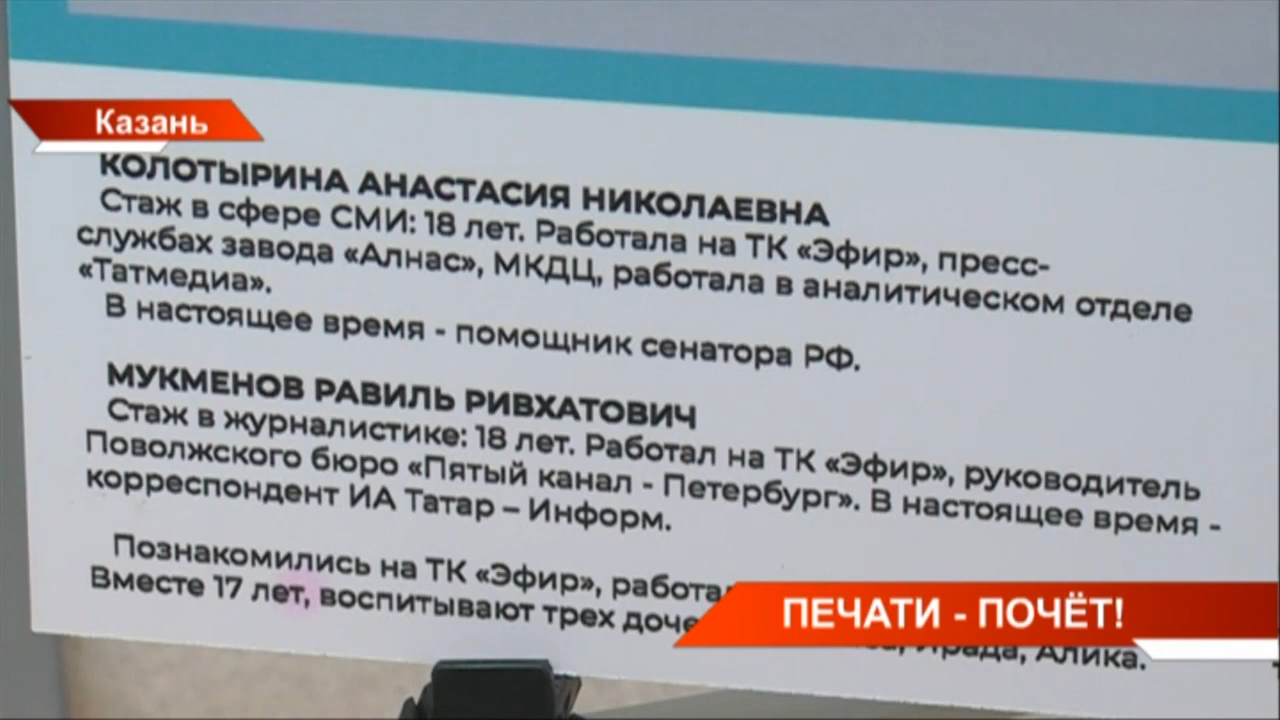 Казань
КОЛОТЫРИНА АНАСТАСИЯ НИКОЛАЕВНА
Стаж в сфере СМИ: 18 лет. Работала на ТК «Эфир», пресс-
службах завода «Алнас», МКДЦ, работала в аналитическом отделе
«Татмедиа».
В настоящее время - помощник сенатора РФ.
МУКМЕНОВ РАВИЛЬ РИВХАТОВИЧ
Стаж в журналистике: 18 лет. Работал на ТК «Эфир», руководитель
Поволжского бюро «Пятый канал - Петербург». В настоящее время -
корреспондент ИА Татар – Информ.
Познакомились на ТК «Эфир»,
Вместе 17 лет, воспитывают трех Ирада, Алика.
ПЕЧАТИ - ПОЧЁТ!